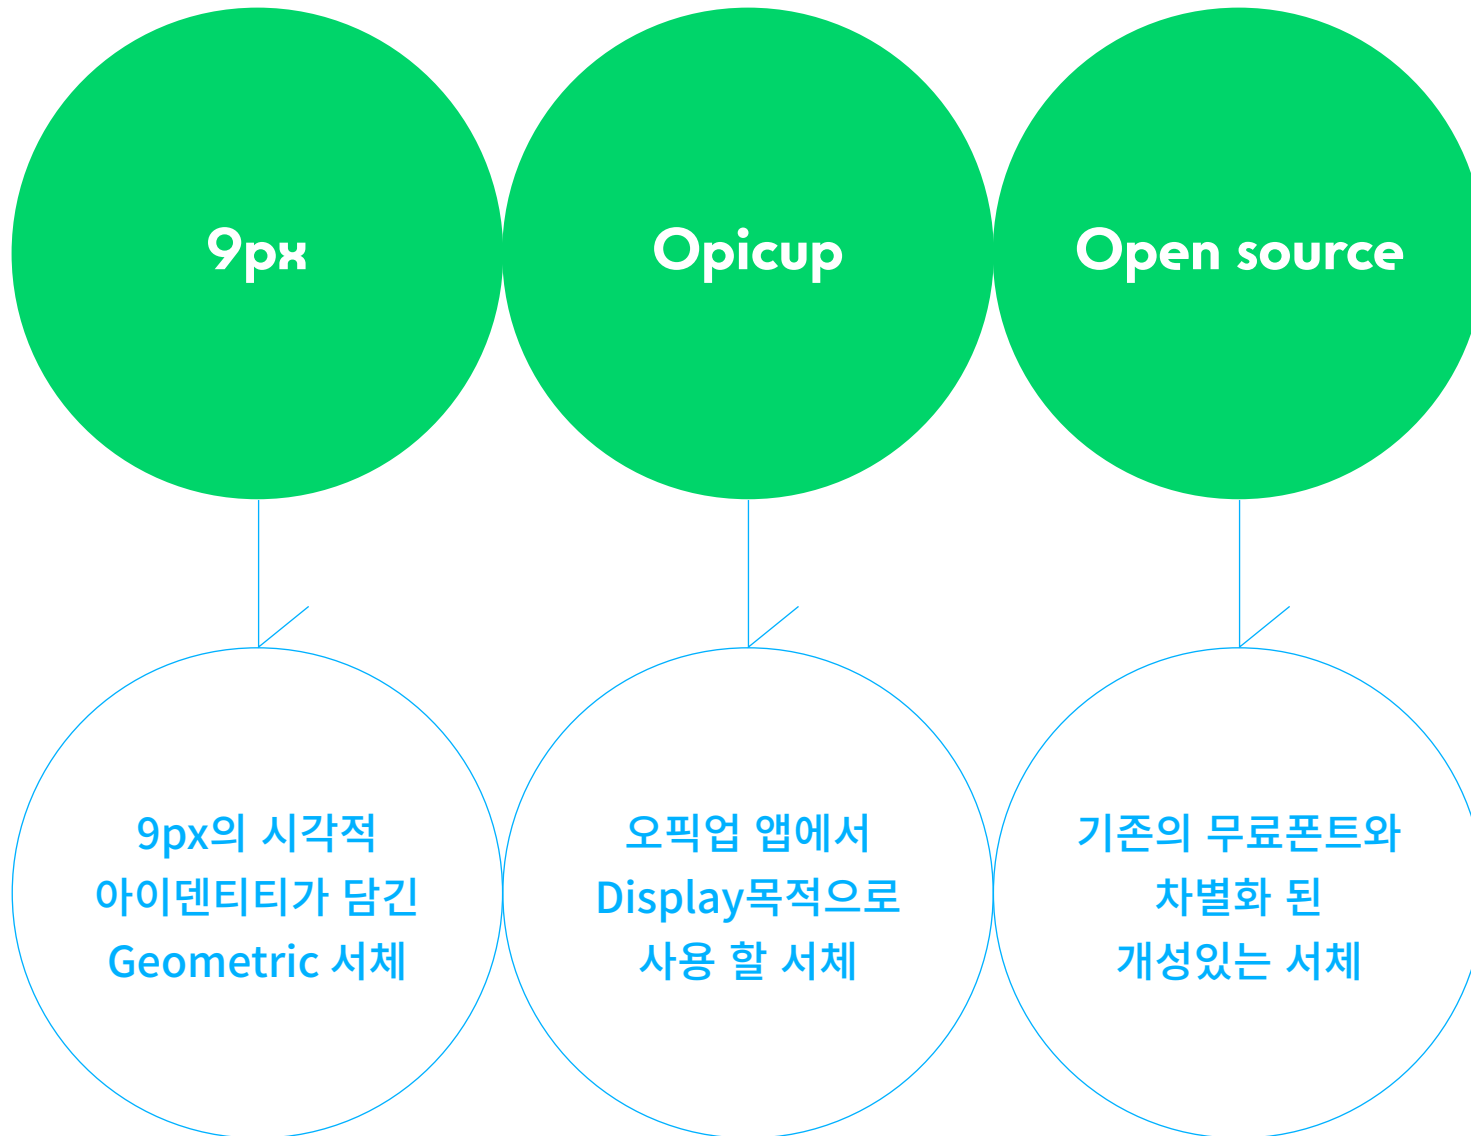 9px
Opicup
Open source
9px의 시각적
아이덴티티가 담긴
Geometric 서체
오픽업 앱에서
Display목적으로
사용 할 서체
기존의 무료폰트와
차별화 된
개성있는 서체